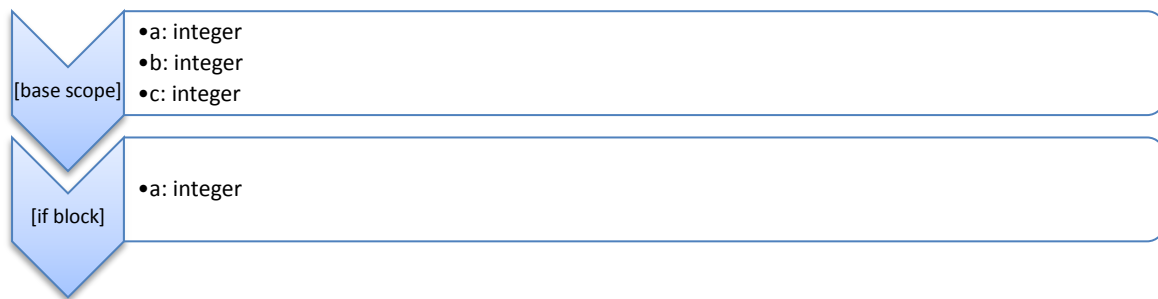 [base scope]
•a: integer
•b: integer
•c: integer
[if block]
•a: integer